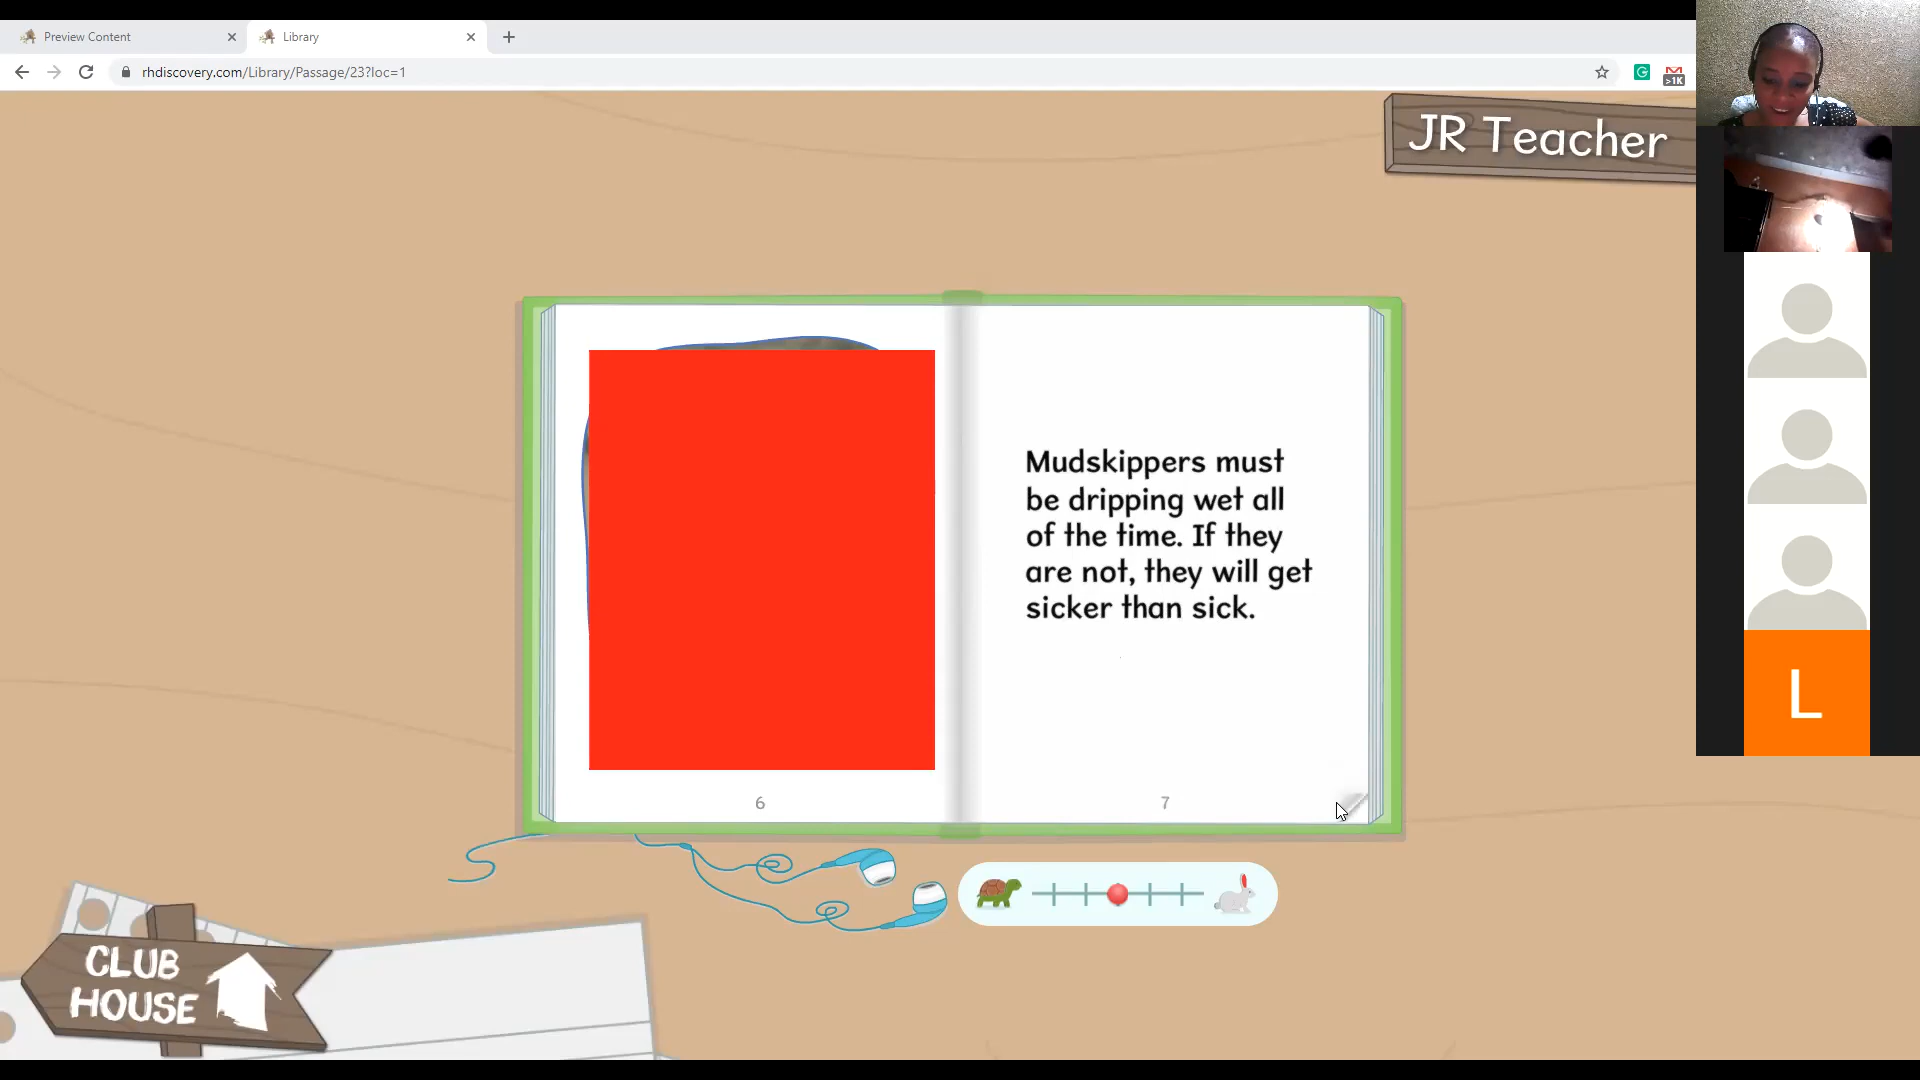 Preview Content
Library
rhdiscovery.com/Library/Passage/23?loc=1
>1K
JR Teacher
Mudskippers must
be dripping wet all
of the time. If they
are not, they will get
sicker than sick.
6
7
L
CLUB
HOUSE